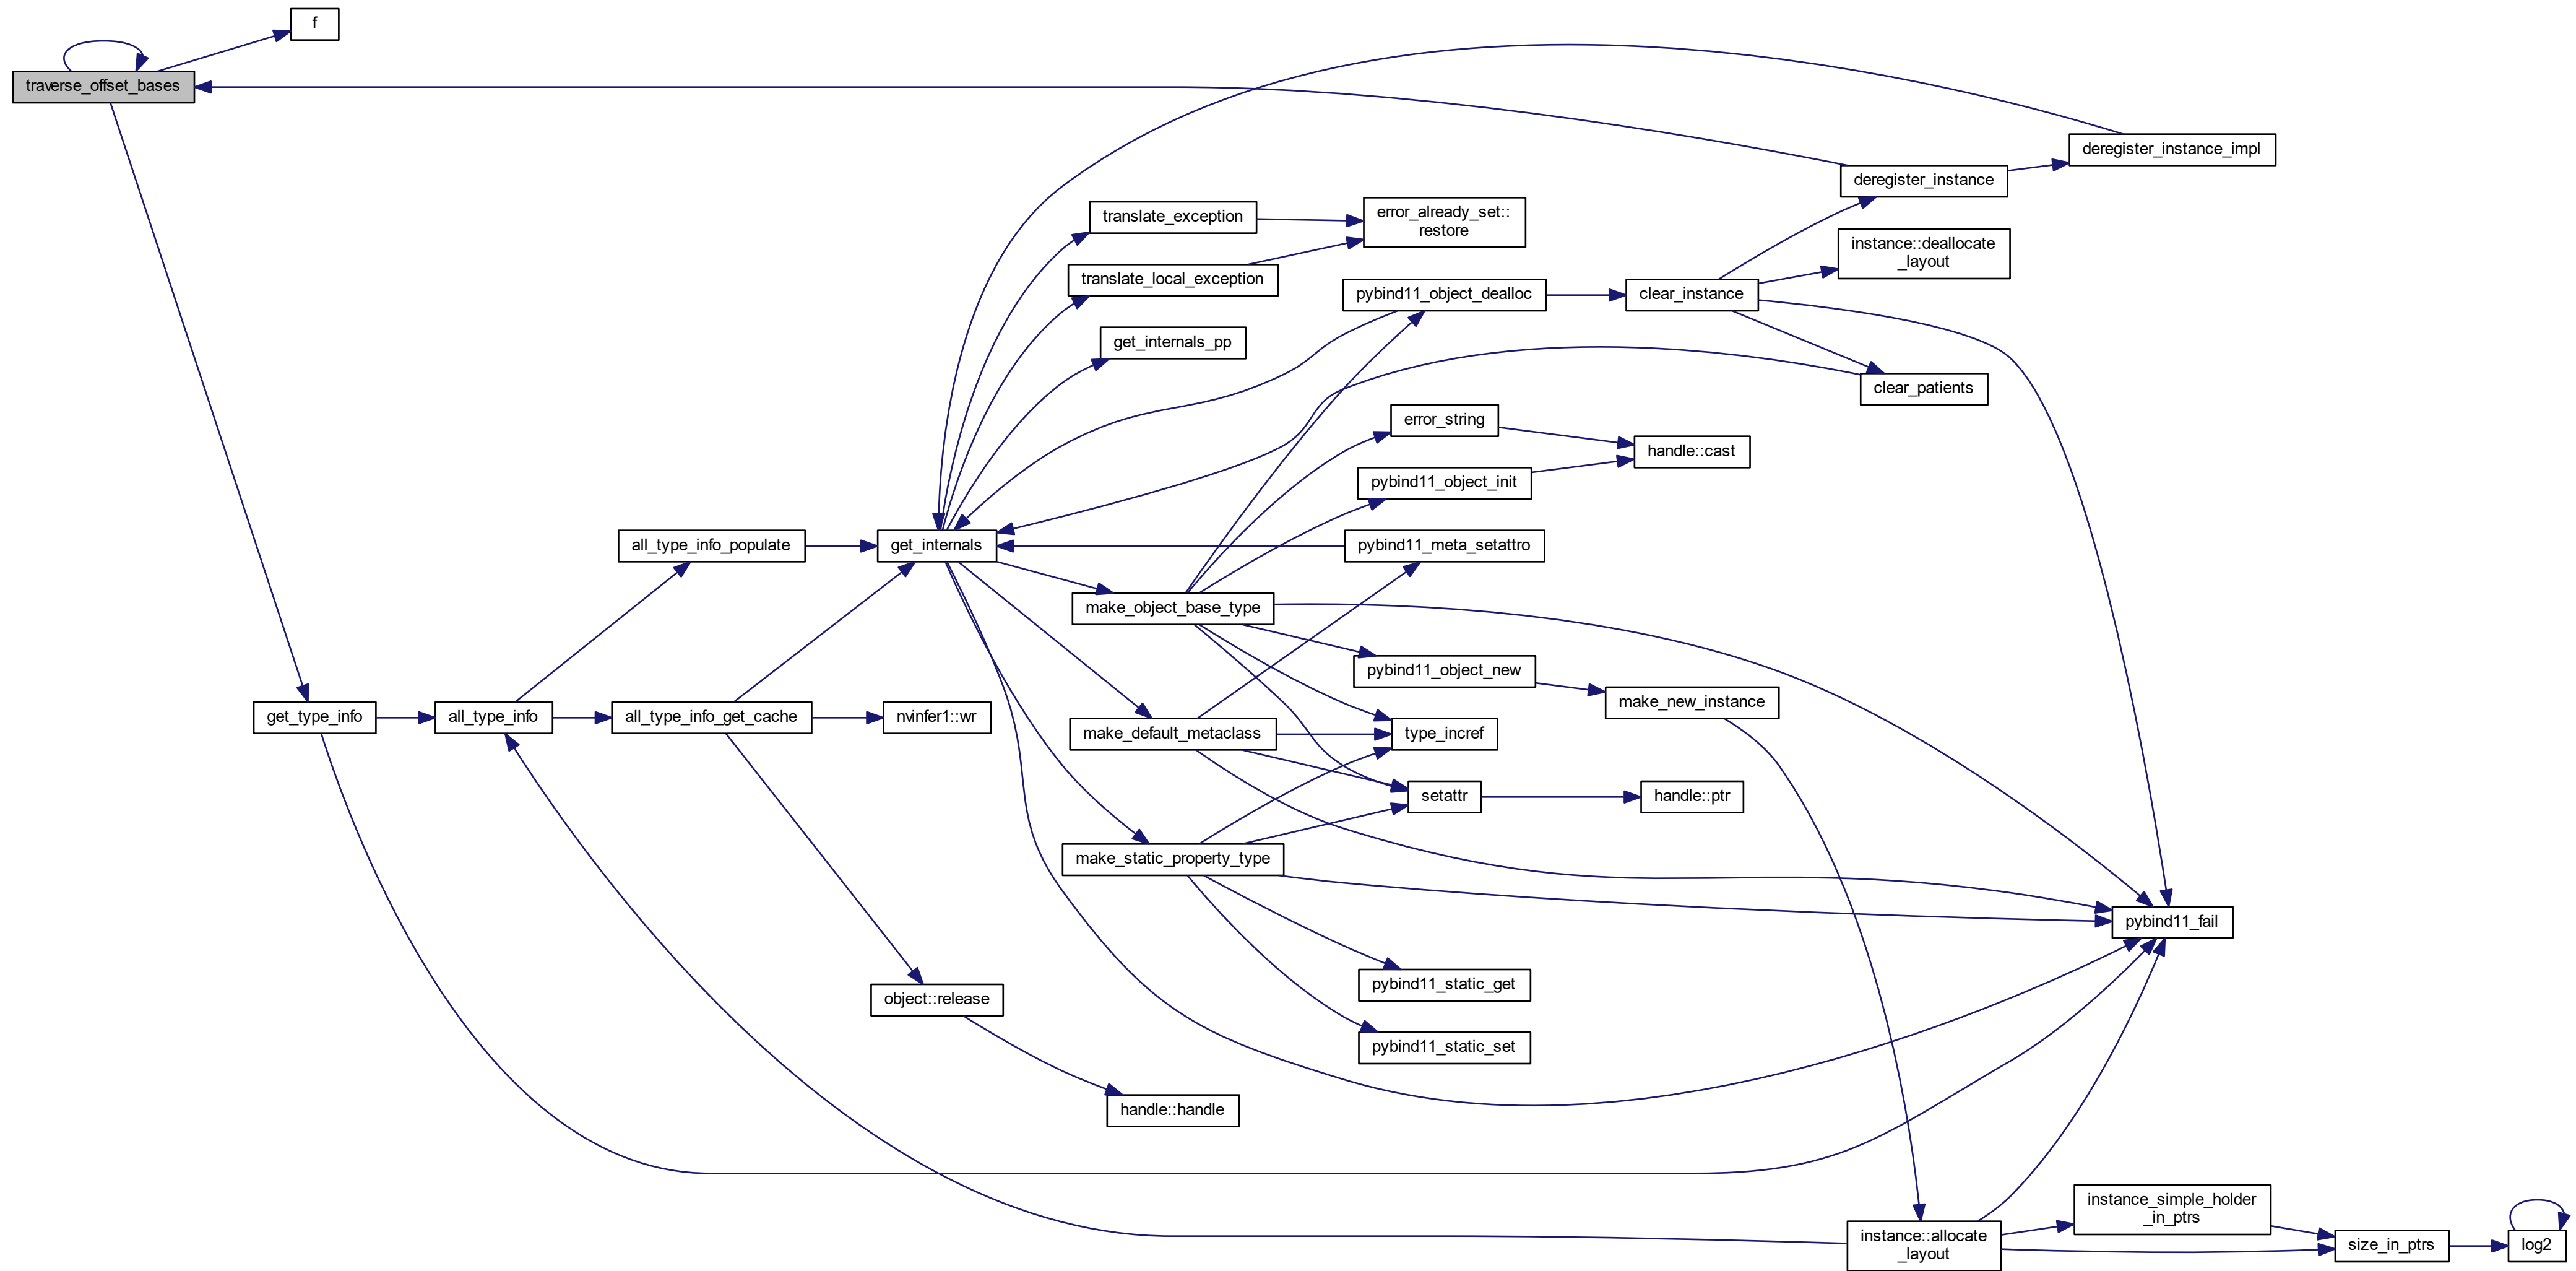 f
traverse_offset_bases
deregister_instance_impl
deregister_instance
translate_exception
error_already_set::
restore
instance::deallocate
_layout
translate_local_exception
pybind11_object_dealloc
clear_instance
get_internals_pp
clear_patients
error_string
handle::cast
pybind11_object_init
all_type_info_populate
get_internals
pybind11_meta_setattro
make_object_base_type
pybind11_object_new
make_new_instance
get_type_info
all_type_info
all_type_info_get_cache
nvinfer1::wr
make_default_metaclass
type_incref
setattr
handle::ptr
make_static_property_type
pybind11_fail
pybind11_static_get
object::release
pybind11_static_set
handle::handle
instance_simple_holder
_in_ptrs
instance::allocate
_layout
size_in_ptrs
log2